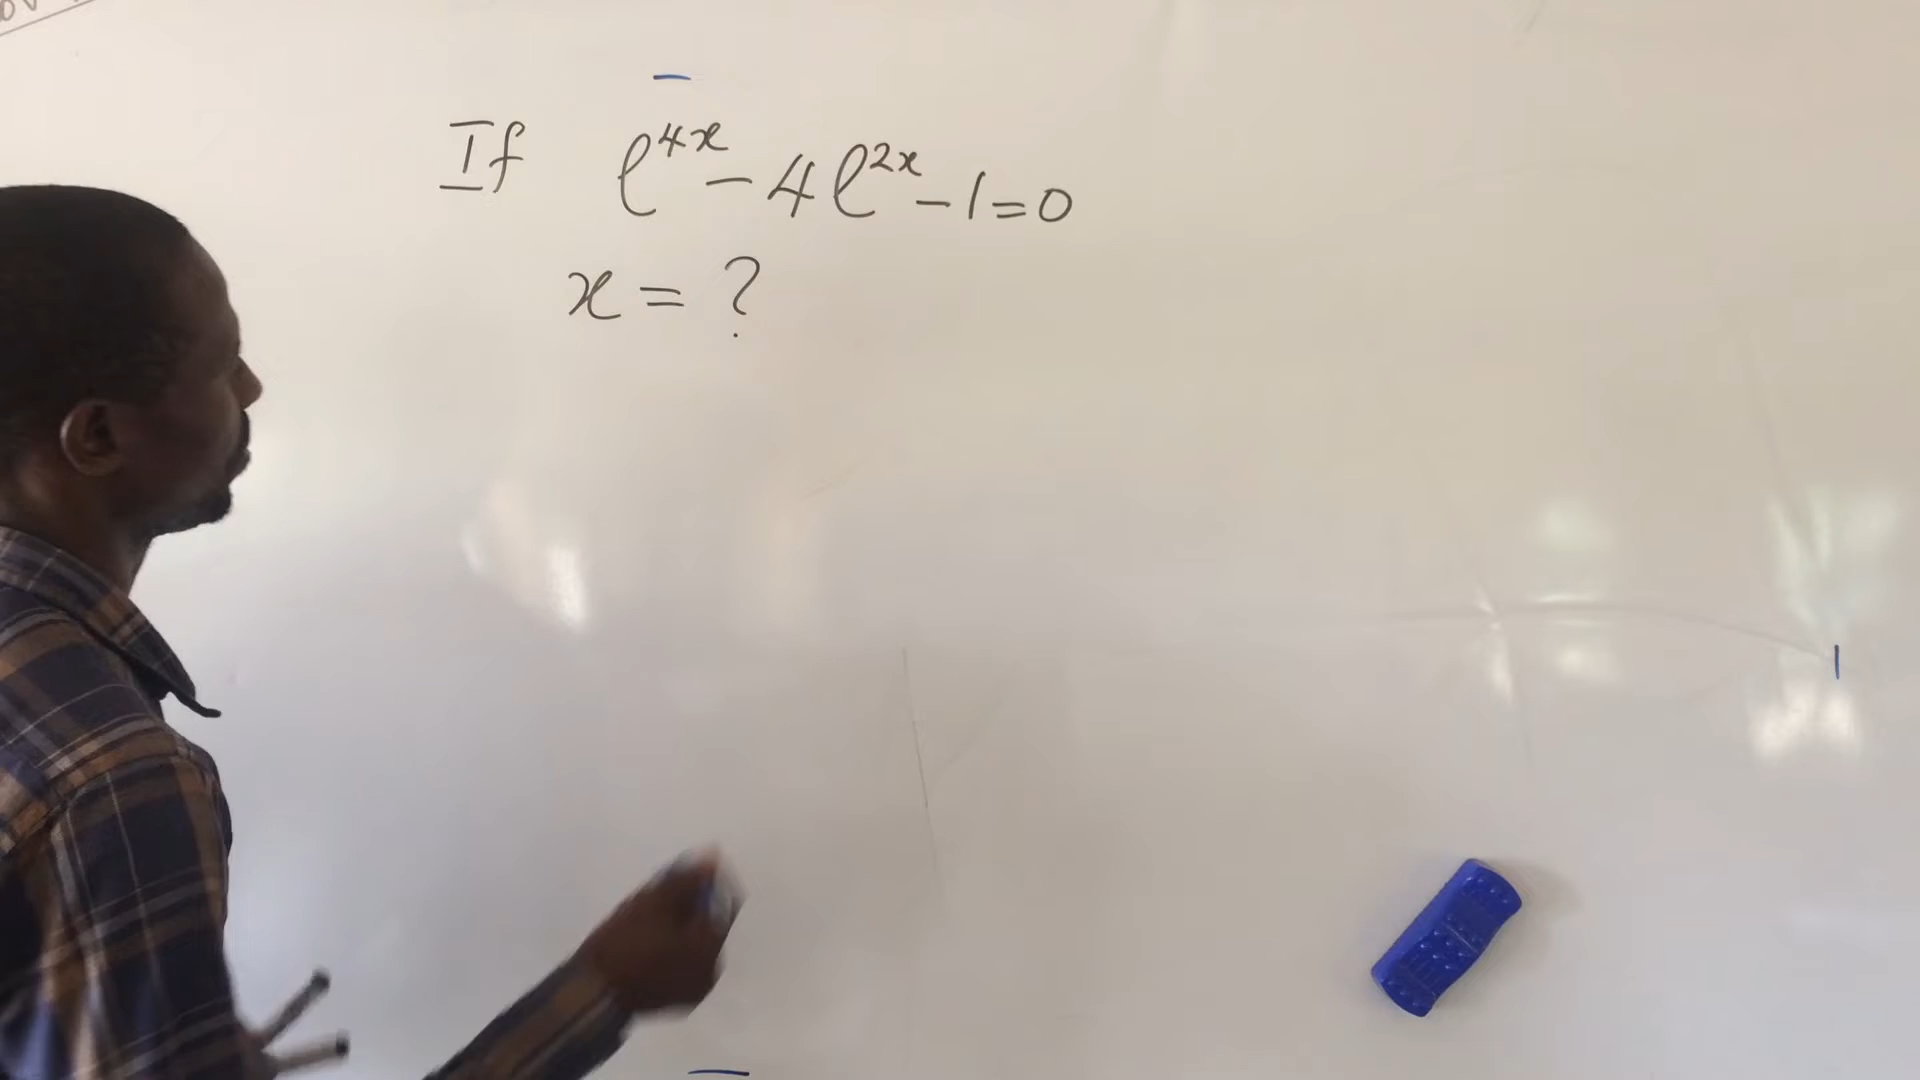 If e^{4x} - 4e^{2x} - 1 = 0
x = ?